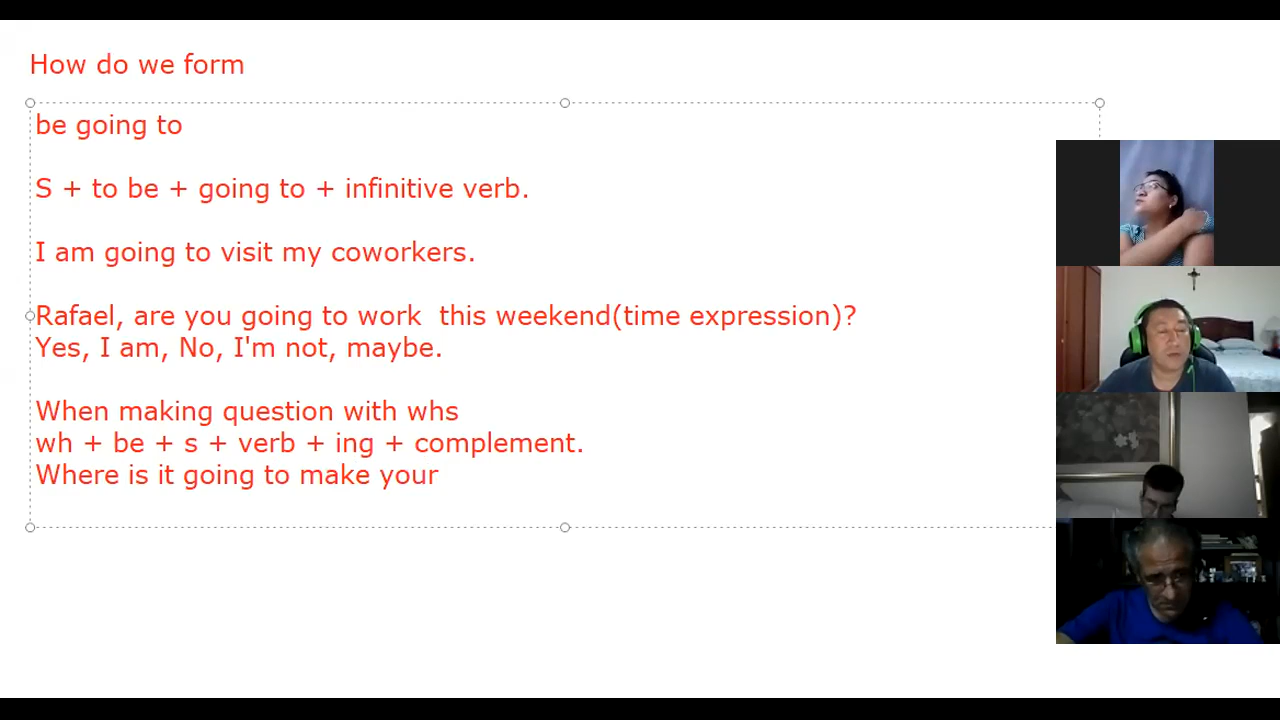 How do we form
be going to
S + to be + going to + infinitive verb.
I am going to visit my coworkers.
Rafael, are you going to work  this weekend(time expression)?
Yes, I am, No, I'm not, maybe.
When making question with whs
wh + be + s + verb + ing + complement.
Where is it going to make your